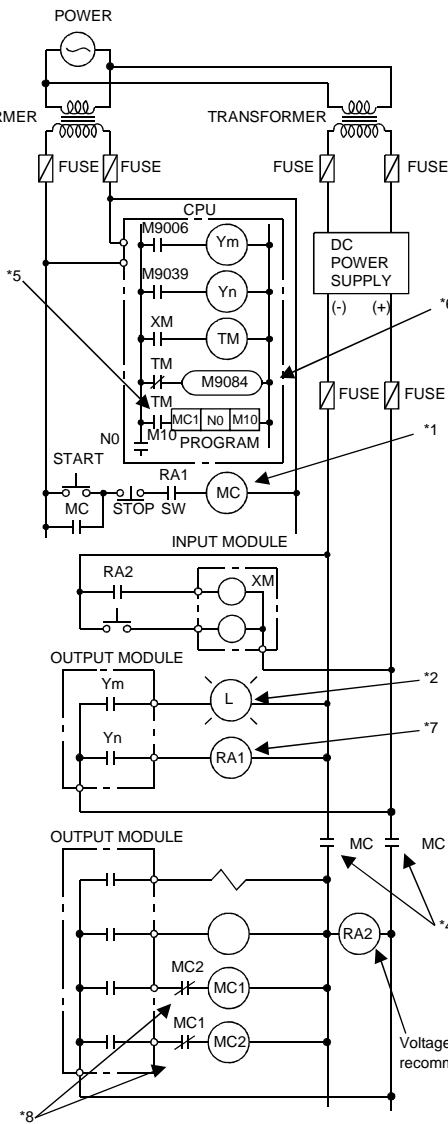 POWER
TRANSFORMER
FUSE FUSE FUSE FUSE
CPU
M9006 Ym
M9039 Yn
XM TM
TM M9084
TM MC1 N0 M10
N0 M10 PROGRAM
DC
POWER
SUPPLY
(-) (+)
*5
FUSE FUSE
START
MC
STOP
RA1
SW
MC
*1
INPUT MODULE
RA2
XM
OUTPUT MODULE
Ym L *2
Yn RA1 *7
OUTPUT MODULE
MC MC
RA2
MC2 MC1
MC1 MC2
Voltage
*8